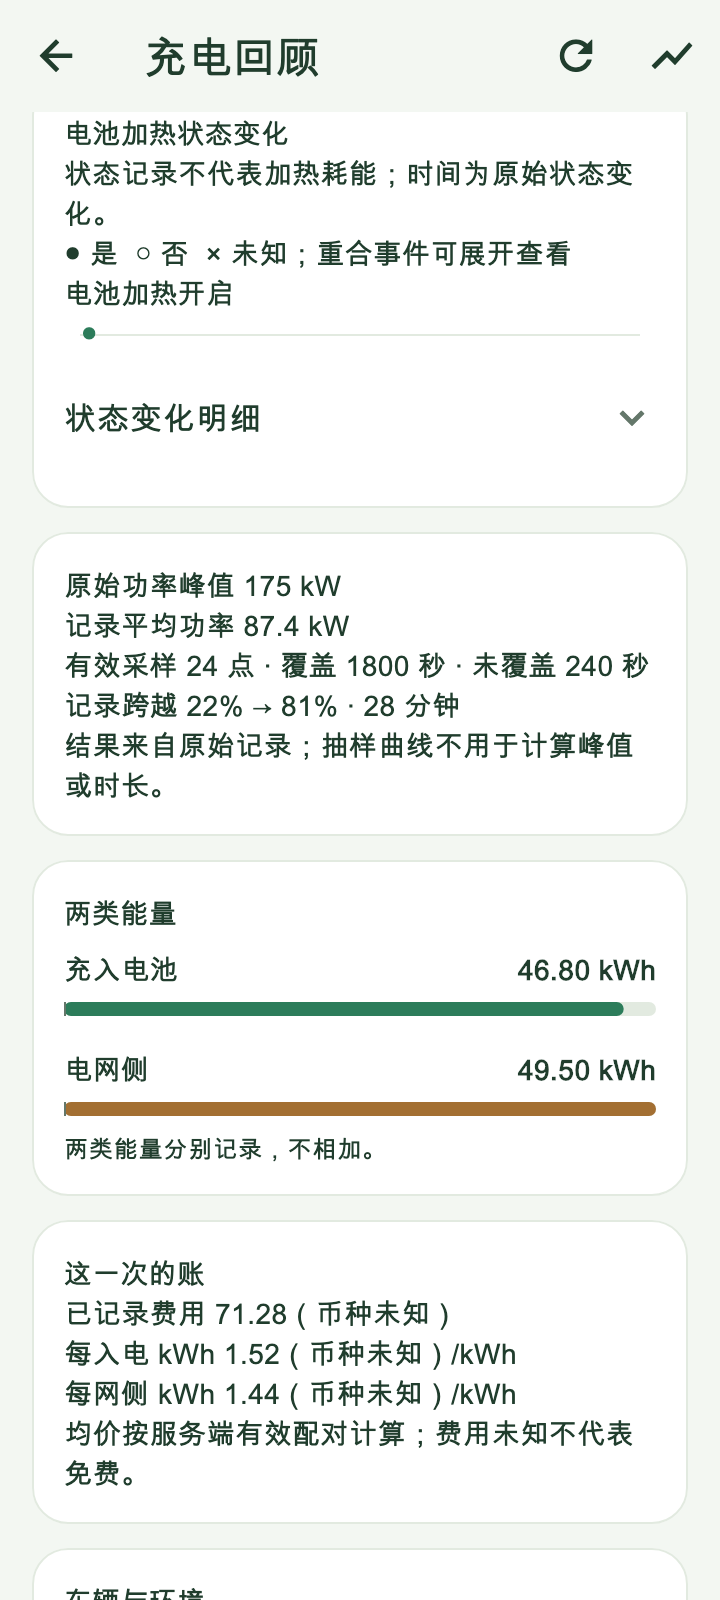 充电回顾
电池加热状态变化
状态记录不代表加热耗能；时间为原始状态变
化。
● 是 ○ 否 × 未知；重合事件可展开查看
电池加热开启
状态变化明细
原始功率峰值 175 kW
记录平均功率 87.4 kW
有效采样 24 点 · 覆盖 1800 秒 · 未覆盖 240 秒
记录跨越 22% → 81% · 28 分钟
结果来自原始记录；抽样曲线不用于计算峰值
或时长。
两类能量
充入电池 46.80 kWh
电网侧 49.50 kWh
两类能量分别记录，不相加。
这一次的账
已记录费用 71.28（币种未知）
每入电 kWh 1.52（币种未知）/kWh
每网侧 kWh 1.44（币种未知）/kWh
均价按服务端有效配对计算；费用未知不代表
免费。
车辆与环境